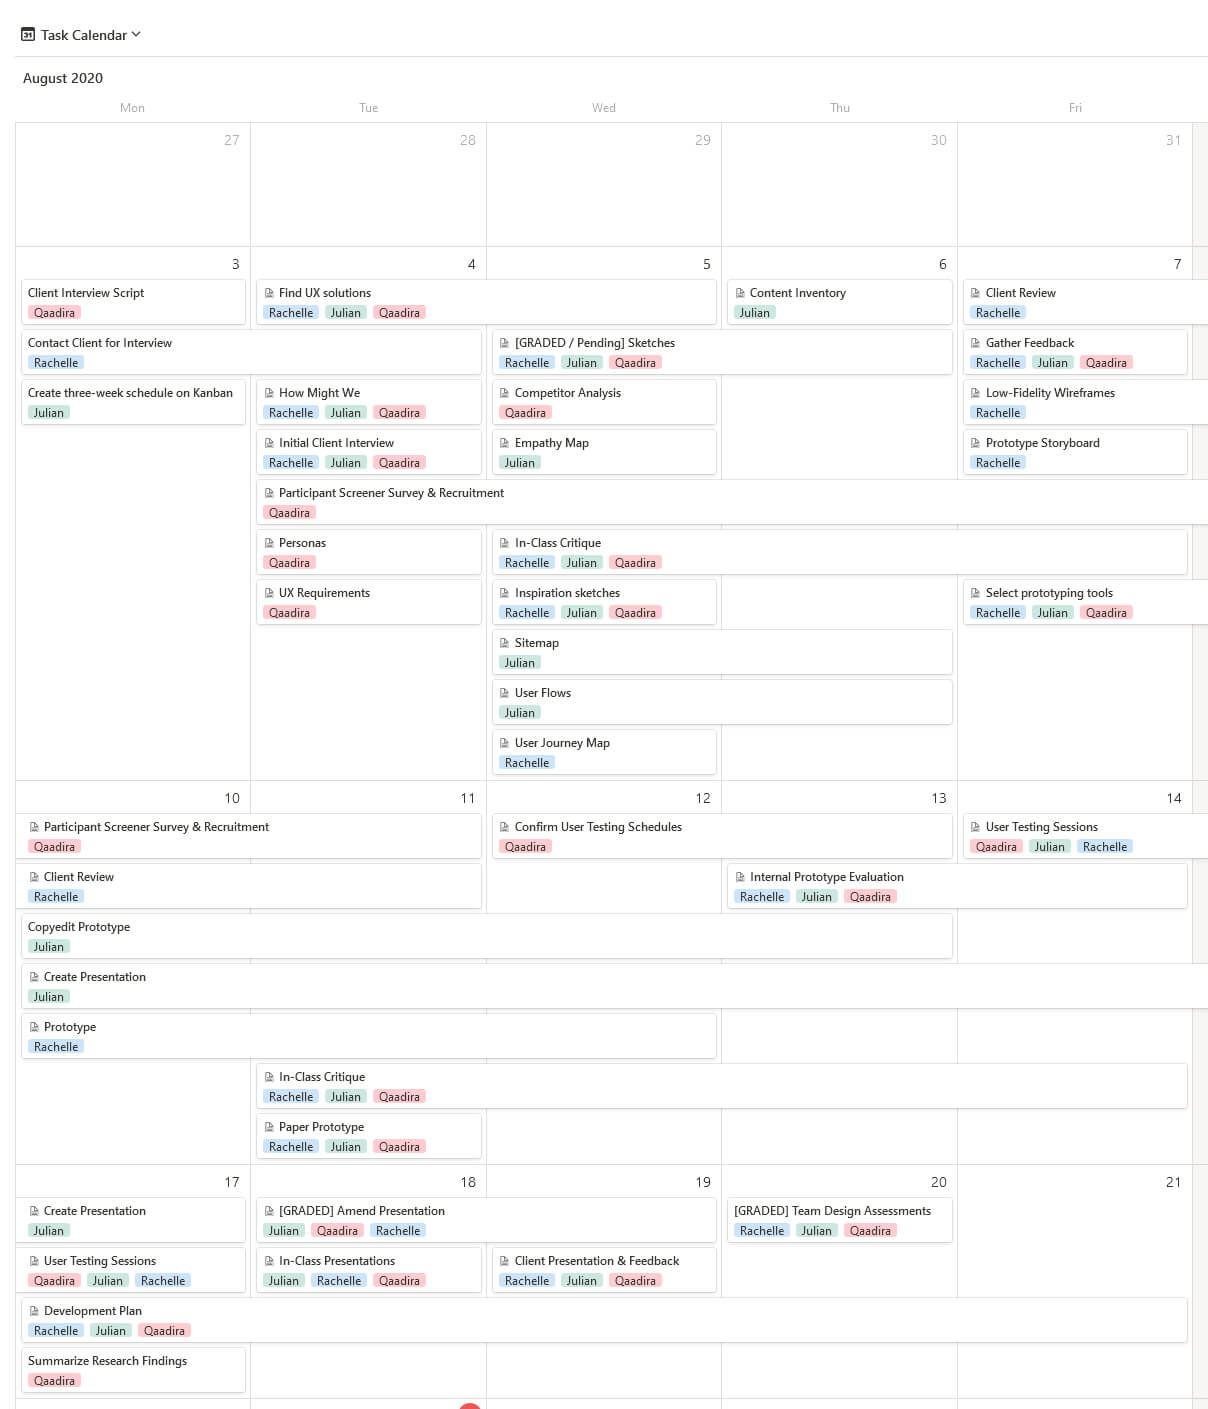 Task Calendar
August 2020
Mon Tue Wed Thu Fri
27 28 29 30 31
3 4 5 6 7
Client Interview Script
Qaadira
Find UX solutions
Rachelle Julian Qaadira
Content Inventory
Julian
Client Review
Rachelle
Contact Client for Interview
Rachelle
[GRADED / Pending] Sketches
Rachelle Julian Qaadira
Gather Feedback
Rachelle Julian Qaadira
Create three-week schedule on Kanban
Julian
How Might We
Rachelle Julian Qaadira
Competitor Analysis
Qaadira
Low-Fidelity Wireframes
Rachelle
Initial Client Interview
Rachelle Julian Qaadira
Empathy Map
Julian
Prototype Storyboard
Rachelle
Participant Screener Survey & Recruitment
Qaadira
Personas
Qaadira
In-Class Critique
Rachelle Julian Qaadira
UX Requirements
Qaadira
Inspiration sketches
Rachelle Julian Qaadira
Select prototyping tools
Rachelle Julian Qaadira
Sitemap
Julian
User Flows
Julian
User Journey Map
Rachelle
10 11 12 13 14
Participant Screener Survey & Recruitment
Qaadira
Confirm User Testing Schedules
Qaadira
User Testing Sessions
Qaadira Julian Rachelle
Client Review
Rachelle
Internal Prototype Evaluation
Rachelle Julian Qaadira
Copyedit Prototype
Julian
Create Presentation
Julian
Prototype
Rachelle
In-Class Critique
Rachelle Julian Qaadira
Paper Prototype
Rachelle Julian Qaadira
17 18 19 20 21
Create Presentation
Julian
[GRADED] Amend Presentation
Julian Qaadira Rachelle
[GRADED] Team Design Assessments
Rachelle Julian Qaadira
User Testing Sessions
Qaadira Julian Rachelle
In-Class Presentations
Julian Rachelle Qaadira
Client Presentation & Feedback
Rachelle Julian Qaadira
Development Plan
Rachelle Julian Qaadira
Summarize Research Findings
Qaadira